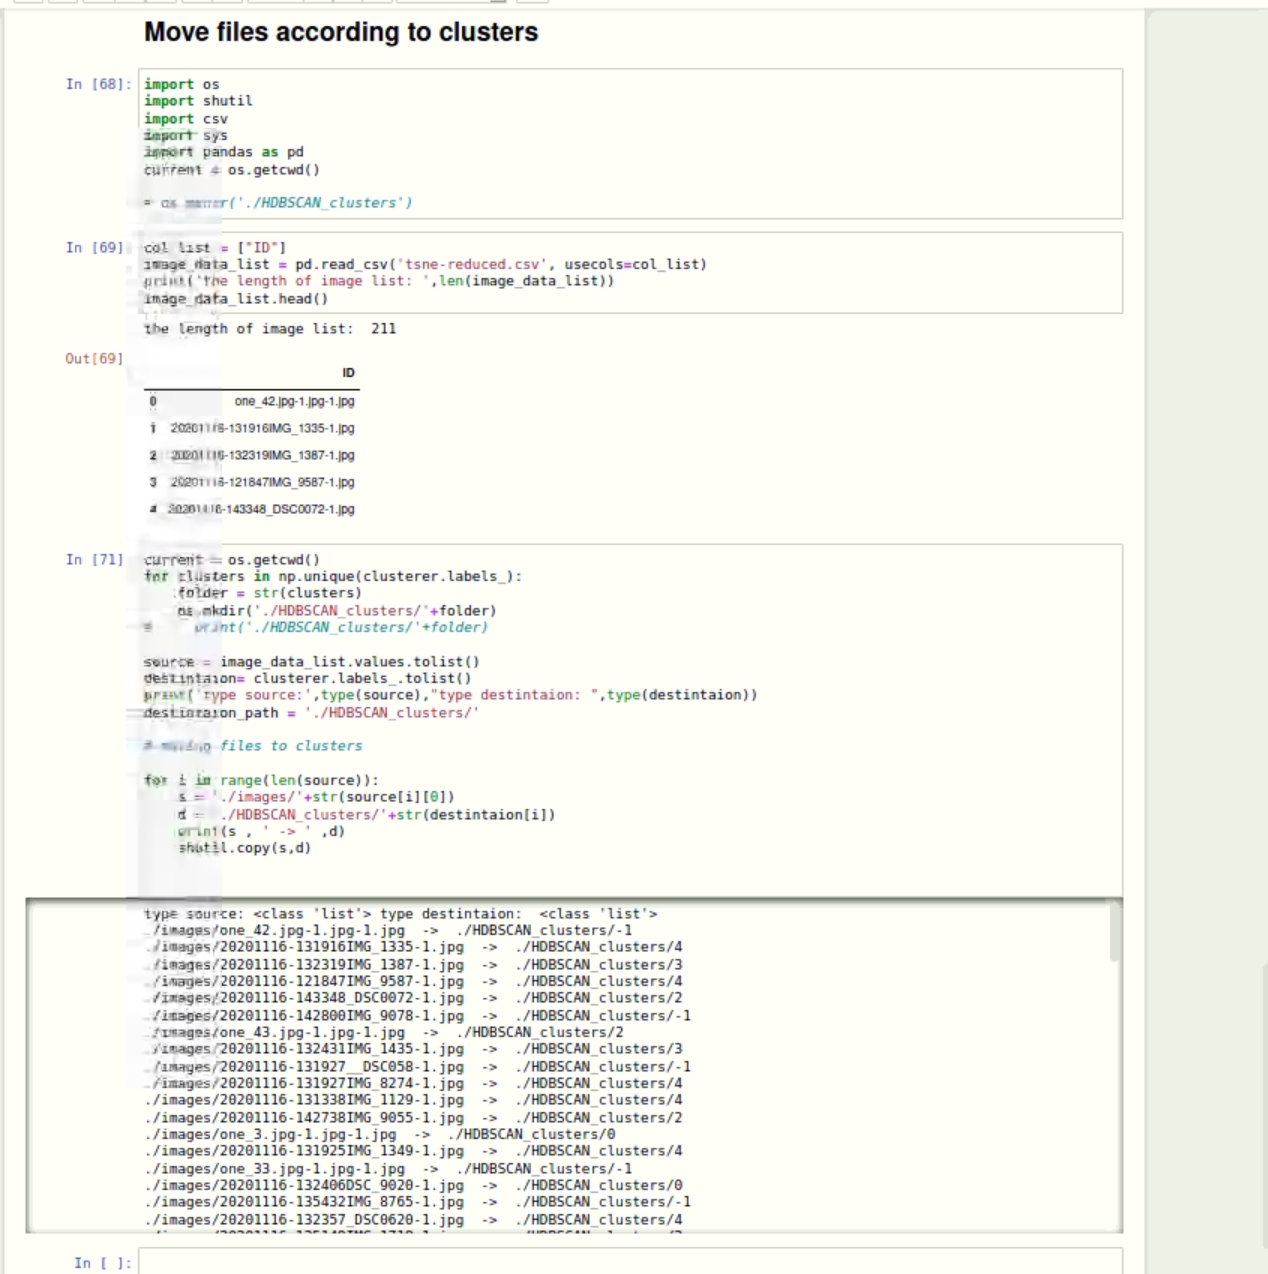 Move files according to clusters
In [68]:
import os
import shutil
import csv
import sys
import pandas as pd
current = os.getcwd()
os.mkdir('./HDBSCAN_clusters')
In [69]
col_list = ["ID"]
image_data_list = pd.read_csv('tsne-reduced.csv', usecols=col_list)
print('the length of image list: ',len(image_data_list))
image_data_list.head()
the length of image list:  211
Out[69]
ID
0 one_42.jpg-1.jpg-1.jpg
1 20201116-131916IMG_1335-1.jpg
2 20201116-132319IMG_1387-1.jpg
3 20201116-121847IMG_9587-1.jpg
4 20201116-143348_DSC0072-1.jpg
In [71]
current = os.getcwd()
for clusters in np.unique(clusterer.labels_):
    folder = str(clusters)
    os.mkdir('./HDBSCAN_clusters/'+folder)
#     print('./HDBSCAN_clusters/'+folder)
source = image_data_list.values.tolist()
destintaion= clusterer.labels_.tolist()
print('type source:',type(source),"type destintaion: ",type(destintaion))
destintaion_path = './HDBSCAN_clusters/'
# moving files to clusters
for i in range(len(source)):
    s = './images/'+str(source[i][0])
    d = './HDBSCAN_clusters/'+str(destintaion[i])
    print(s , ' -> ' ,d)
    shutil.copy(s,d)
type source: <class 'list'> type destintaion:  <class 'list'>
./images/one_42.jpg-1.jpg-1.jpg  ->  ./HDBSCAN_clusters/-1
./images/20201116-131916IMG_1335-1.jpg  ->  ./HDBSCAN_clusters/4
./images/20201116-132319IMG_1387-1.jpg  ->  ./HDBSCAN_clusters/3
./images/20201116-121847IMG_9587-1.jpg  ->  ./HDBSCAN_clusters/4
./images/20201116-143348_DSC0072-1.jpg  ->  ./HDBSCAN_clusters/2
./images/20201116-142800IMG_9078-1.jpg  ->  ./HDBSCAN_clusters/-1
./images/one_43.jpg-1.jpg-1.jpg  ->  ./HDBSCAN_clusters/2
./images/20201116-132431IMG_1435-1.jpg  ->  ./HDBSCAN_clusters/3
./images/20201116-131927__DSC058-1.jpg  ->  ./HDBSCAN_clusters/-1
./images/20201116-131927IMG_8274-1.jpg  ->  ./HDBSCAN_clusters/4
./images/20201116-131338IMG_1129-1.jpg  ->  ./HDBSCAN_clusters/4
./images/20201116-142738IMG_9055-1.jpg  ->  ./HDBSCAN_clusters/2
./images/one_3.jpg-1.jpg-1.jpg  ->  ./HDBSCAN_clusters/0
./images/20201116-131925IMG_1349-1.jpg  ->  ./HDBSCAN_clusters/4
./images/one_33.jpg-1.jpg-1.jpg  ->  ./HDBSCAN_clusters/-1
./images/20201116-132406DSC_9020-1.jpg  ->  ./HDBSCAN_clusters/0
./images/20201116-135432IMG_8765-1.jpg  ->  ./HDBSCAN_clusters/-1
./images/20201116-132357_DSC0620-1.jpg  ->  ./HDBSCAN_clusters/4
In [ ]: